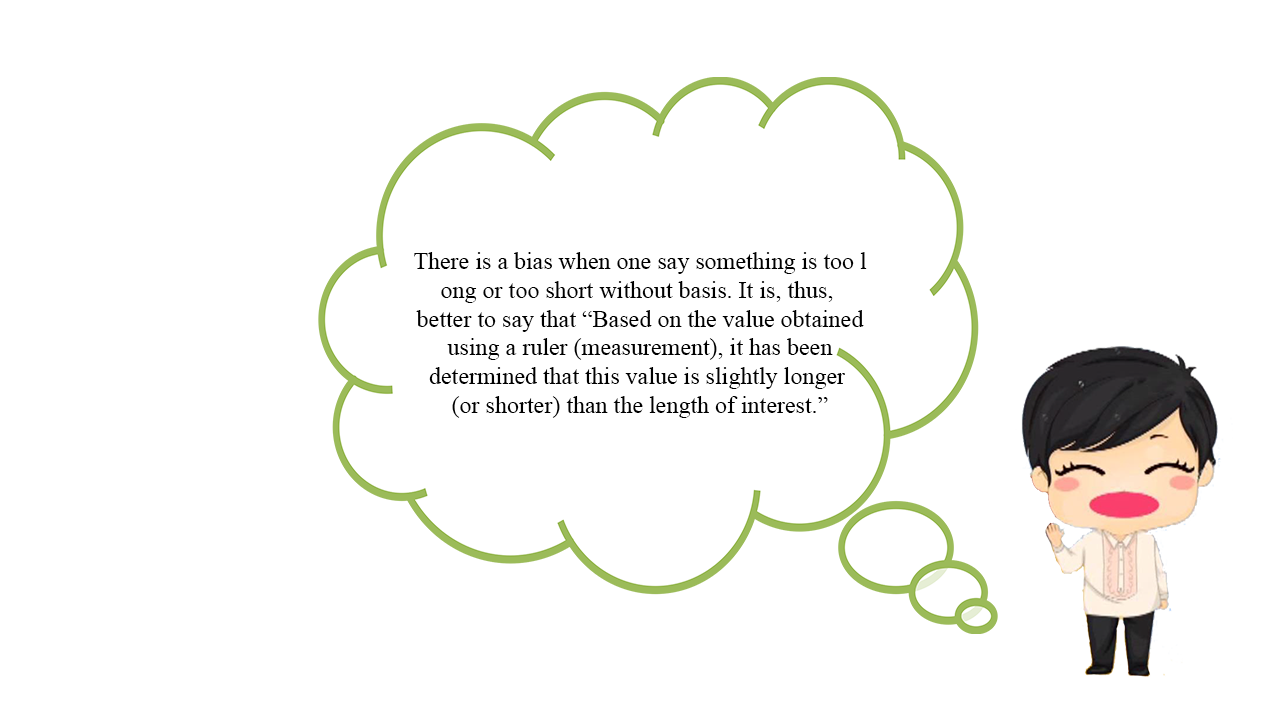 There is a bias when one say something is too l
ong or too short without basis. It is, thus,
better to say that “Based on the value obtained
using a ruler (measurement), it has been
determined that this value is slightly longer
(or shorter) than the length of interest.”